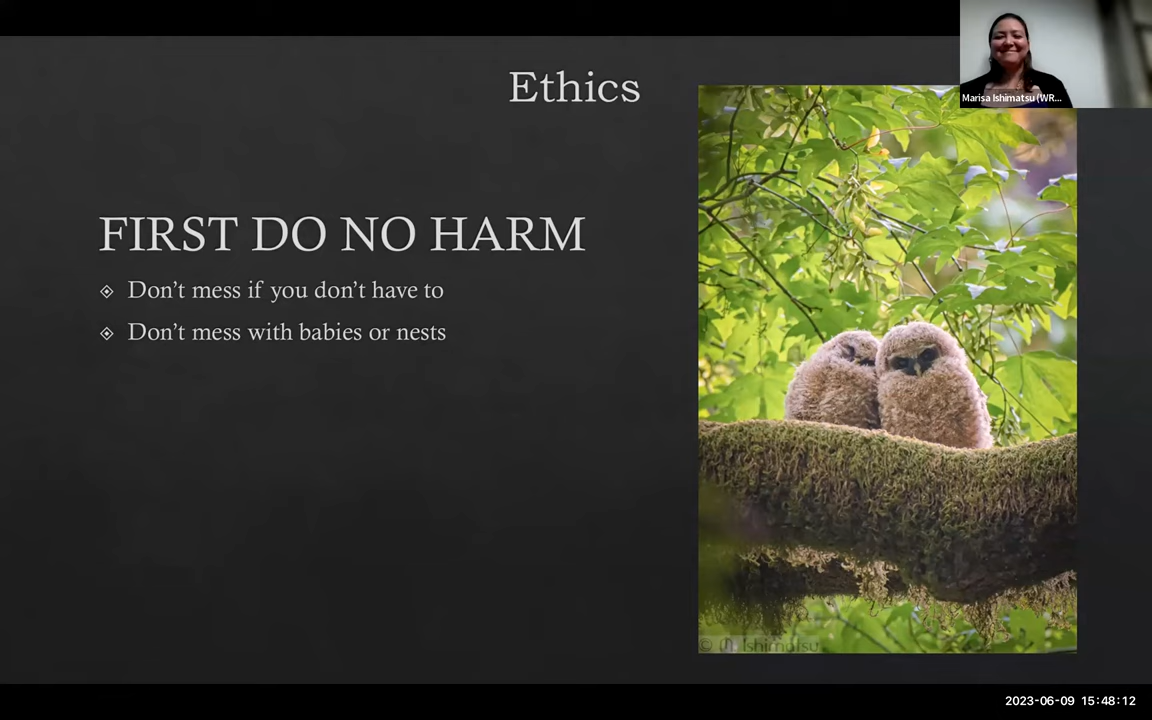 Ethics
Marisa Ishimatsu (WR...
FIRST DO NO HARM
Don't mess if you don't have to
Don't mess with babies or nests
© M Ishimatsu
2023-06-09 15:48:12